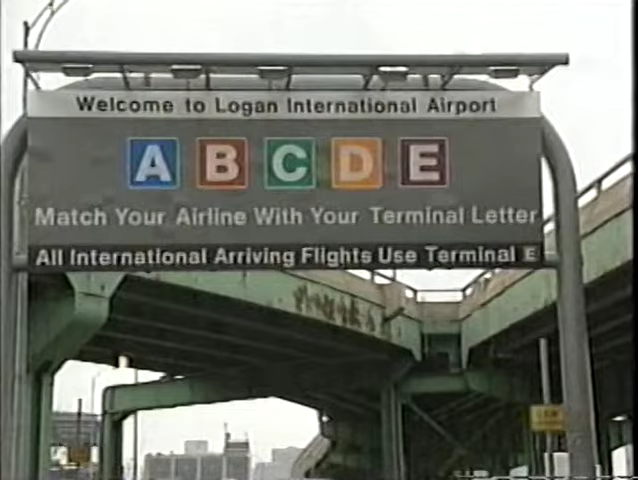 Welcome to Logan International Airport
A B C D E
Match Your Airline With Your Terminal Letter
All International Arriving Flights Use Terminal E